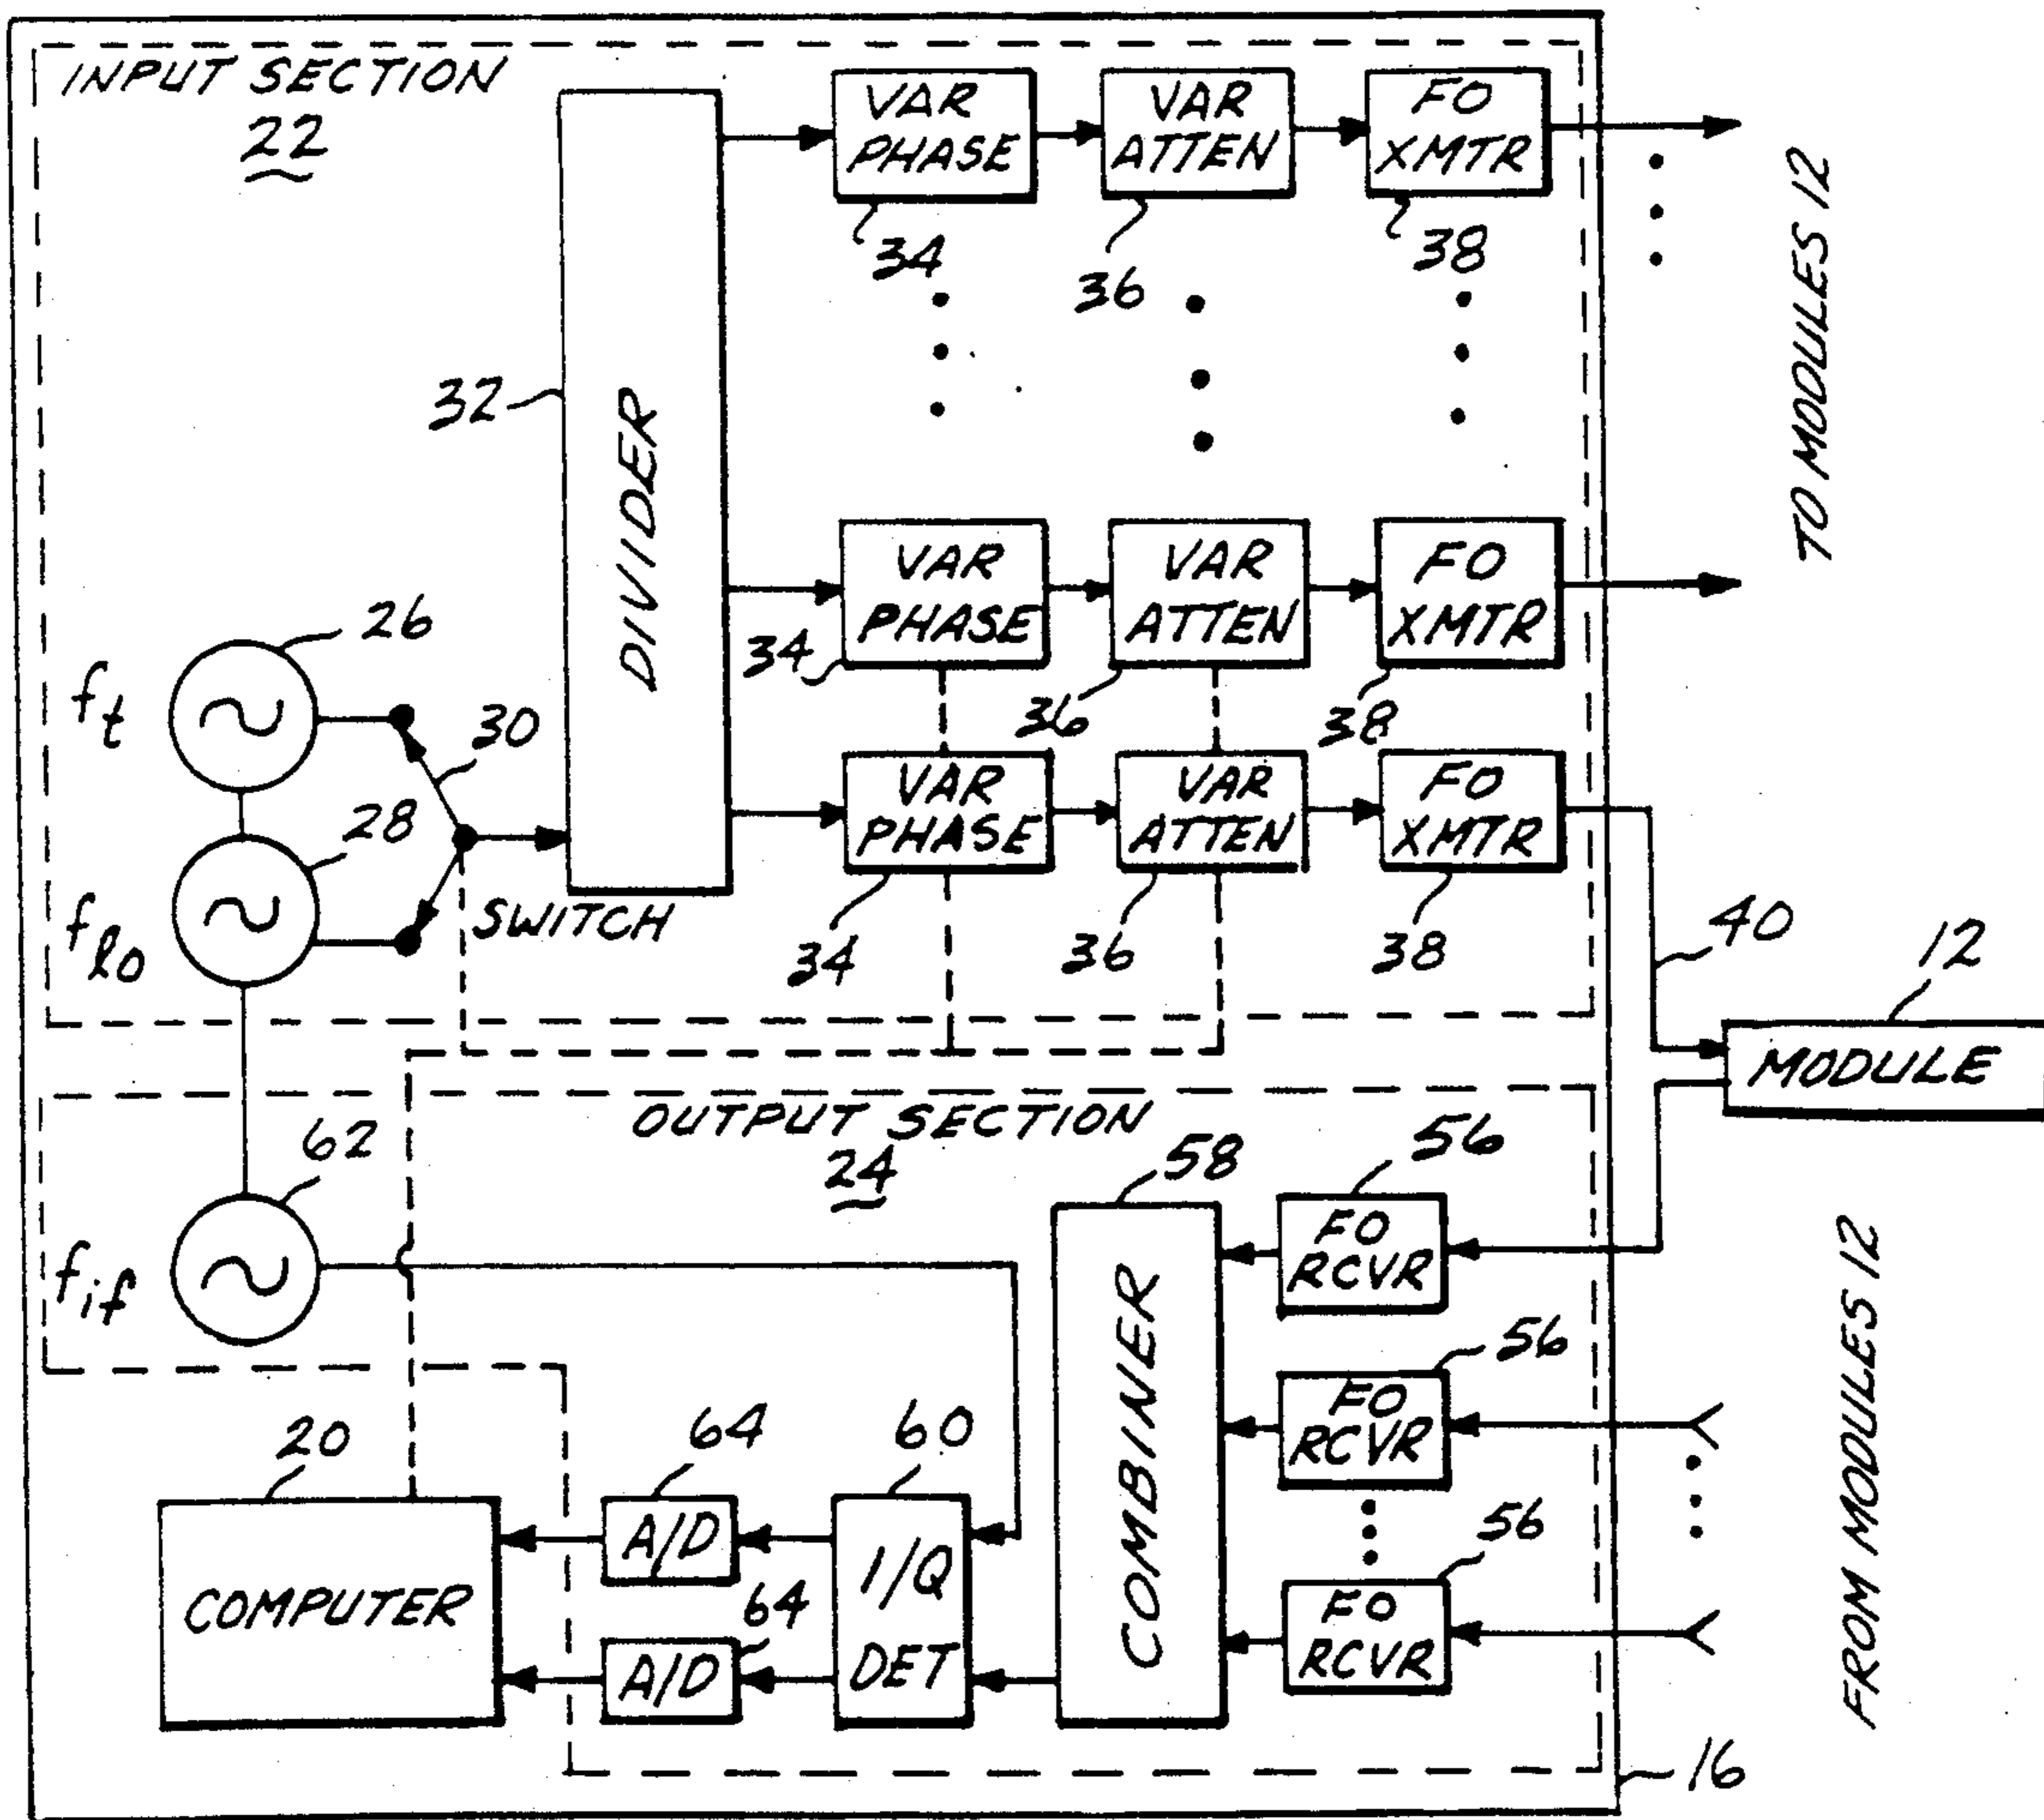 INPUT SECTION
22
VAR
PHASE
VAR
ATTEN
FO
XMTR
34
36
38
TO MODULES 12
32
DIVIDER
VAR
PHASE
VAR
ATTEN
FO
XMTR
34
36
38
26
ft
30
28
flo
SWITCH
VAR
PHASE
VAR
ATTEN
FO
XMTR
34
36
38
40
12
MODULE
OUTPUT SECTION
24
62
fif
58
COMBINER
56
FO
RCVR
56
FO
RCVR
56
FO
RCVR
FROM MODULES 12
20
COMPUTER
64
A/D
64
A/D
60
I/Q
DET
16